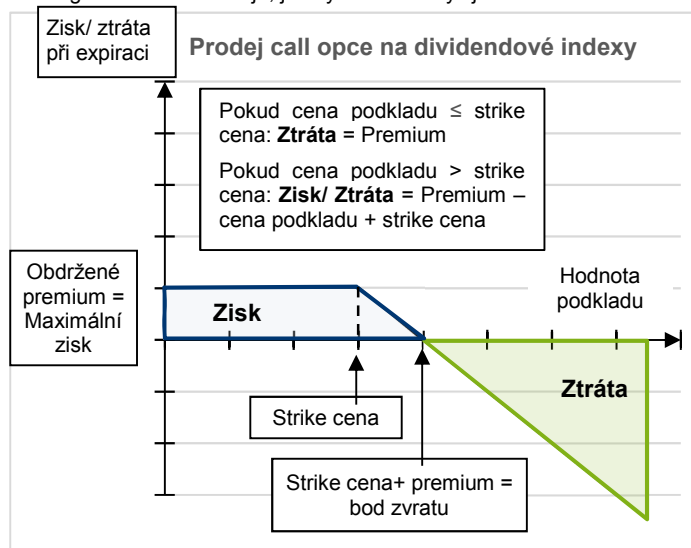 Zisk/ ztráta
při expiraci
Prodej call opce na dividendové indexy
Pokud cena podkladu ≤ strike
cena: Ztráta = Premium
Pokud cena podkladu > strike
cena: Zisk/ Ztráta = Premium –
cena podkladu + strike cena
Obdržené
premium =
Maximální
zisk
Zisk
Hodnota
podkladu
Ztráta
Strike cena
Strike cena+ premium =
bod zvratu